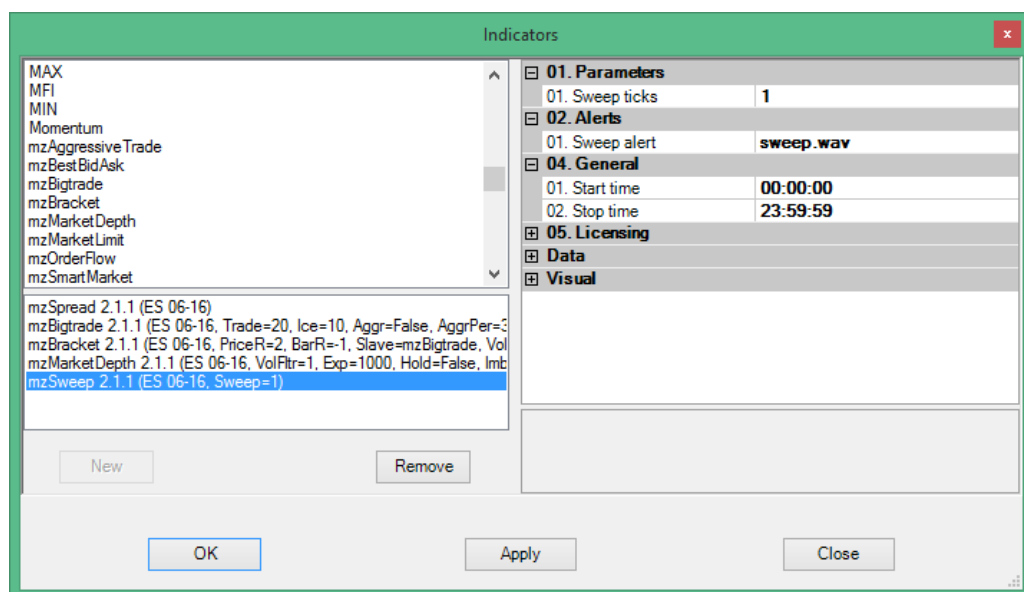 Indicators
x
MAX
MFI
MIN
Momentum
mzAggressiveTrade
mzBestBidAsk
mzBigtrade
mzBracket
mzMarketDepth
mzMarketLimit
mzOrderFlow
mzSmartMarket
mzSpread 2.1.1 (ES 06-16)
mzBigtrade 2.1.1 (ES 06-16, Trade=20, Ice=10, Aggr=False, AggrPer=3
mzBracket 2.1.1 (ES 06-16, PriceR=2, BarR=-1, Slave=mzBigtrade, Vol
mzMarketDepth 2.1.1 (ES 06-16, VolFltr=1, Exp=1000, Hold=False, Imb
mzSweep 2.1.1 (ES 06-16, Sweep=1)
New
Remove
01. Parameters
01. Sweep ticks 1
02. Alerts
01. Sweep alert sweep.wav
04. General
01. Start time 00:00:00
02. Stop time 23:59:59
05. Licensing
Data
Visual
OK
Apply
Close